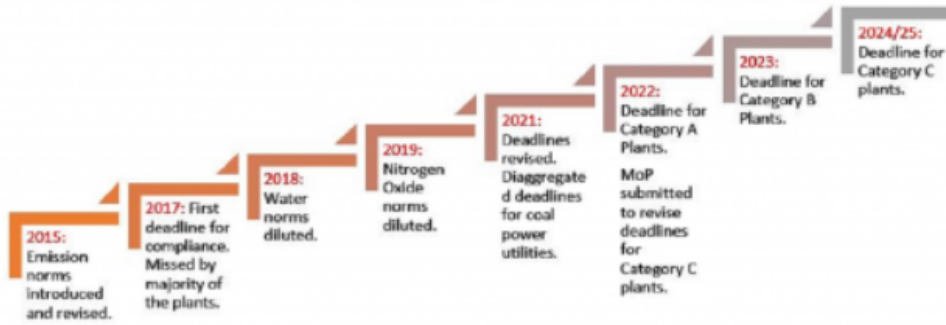 2015:
Emission
norms
introduced
and revised.
2017: First
deadline for
compliance.
Missed by
majority of
the plants.
2018:
Water
norms
diluted.
2019:
Nitrogen
Oxide
norms
diluted.
2021:
Deadlines
revised.
Diaggregate
d deadlines
for coal
power
utilities.
2022:
Deadline for
Category A
Plants.
MoP
submitted
to revise
deadlines
for
Category C
plants.
2023:
Deadline for
Category B
Plants.
2024/25:
Deadline for
Category C
plants.